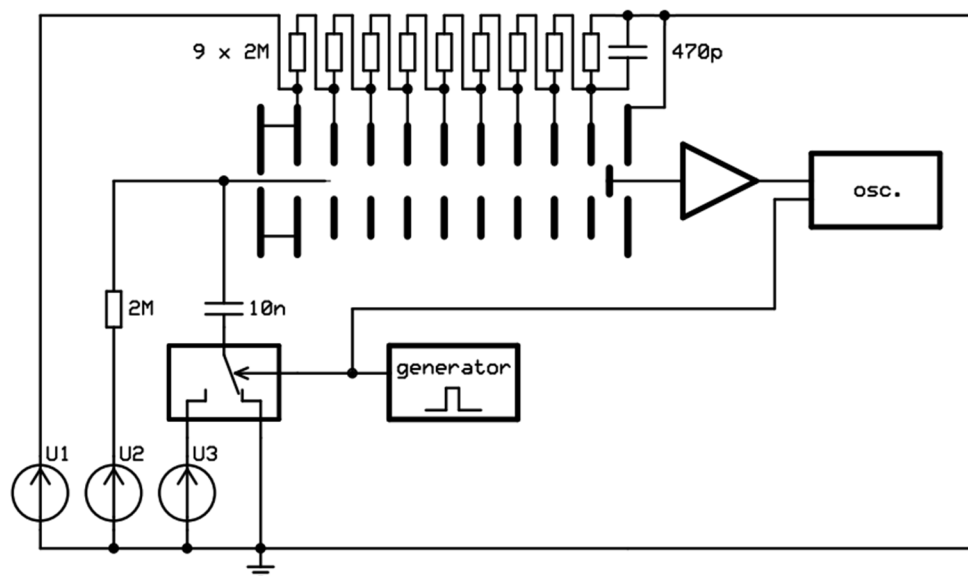 9 x 2M
470p
osc.
2M
10n
generator
U1
U2
U3